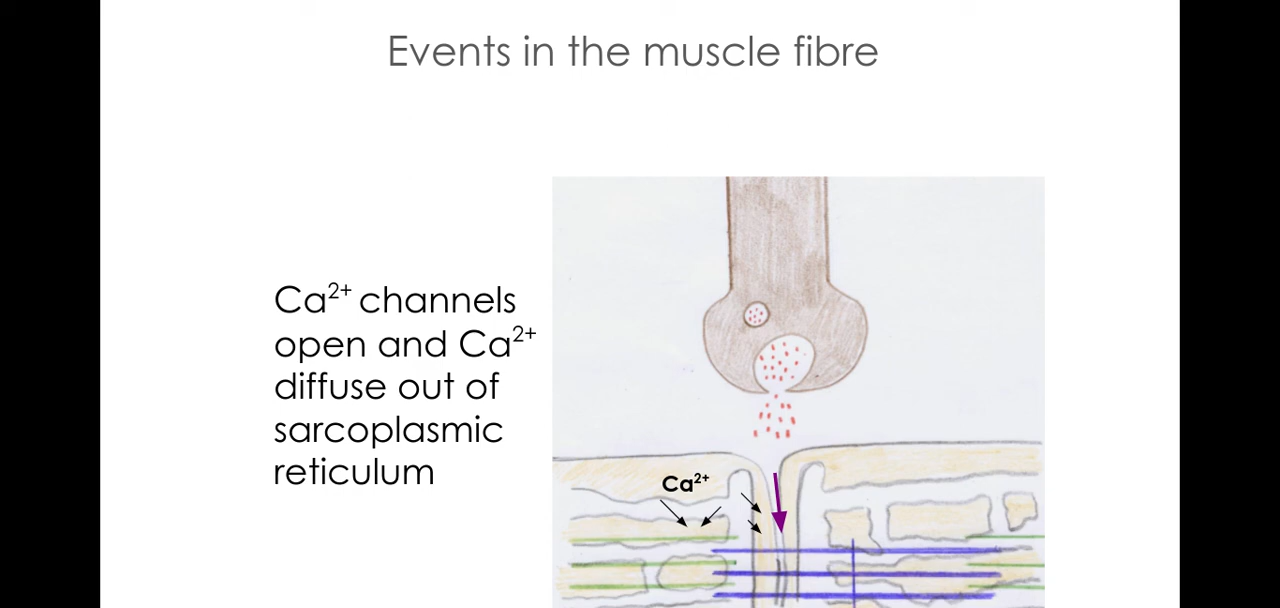 Events in the muscle fibre
Ca²⁺ channels
open and Ca²⁺
diffuse out of
sarcoplasmic
reticulum
Ca²⁺